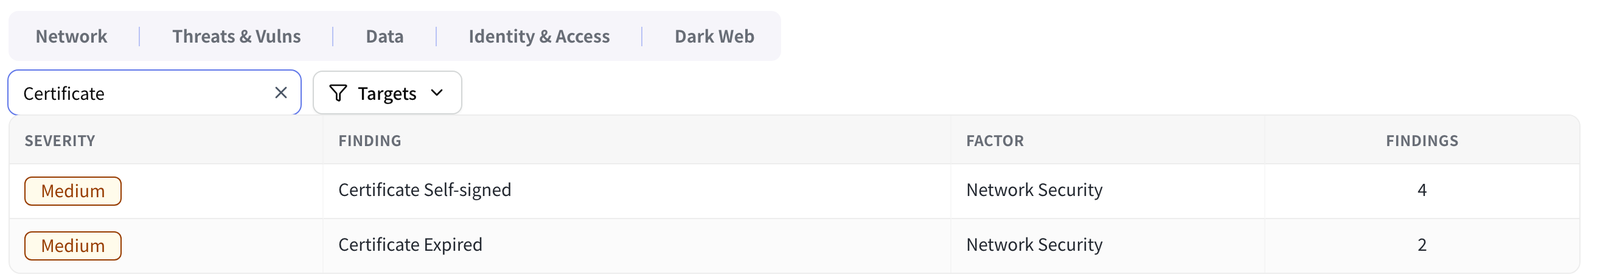 Network Threats & Vulns Data Identity & Access Dark Web
Certificate Targets
SEVERITY FINDING FACTOR FINDINGS
Medium Certificate Self-signed Network Security 4
Medium Certificate Expired Network Security 2